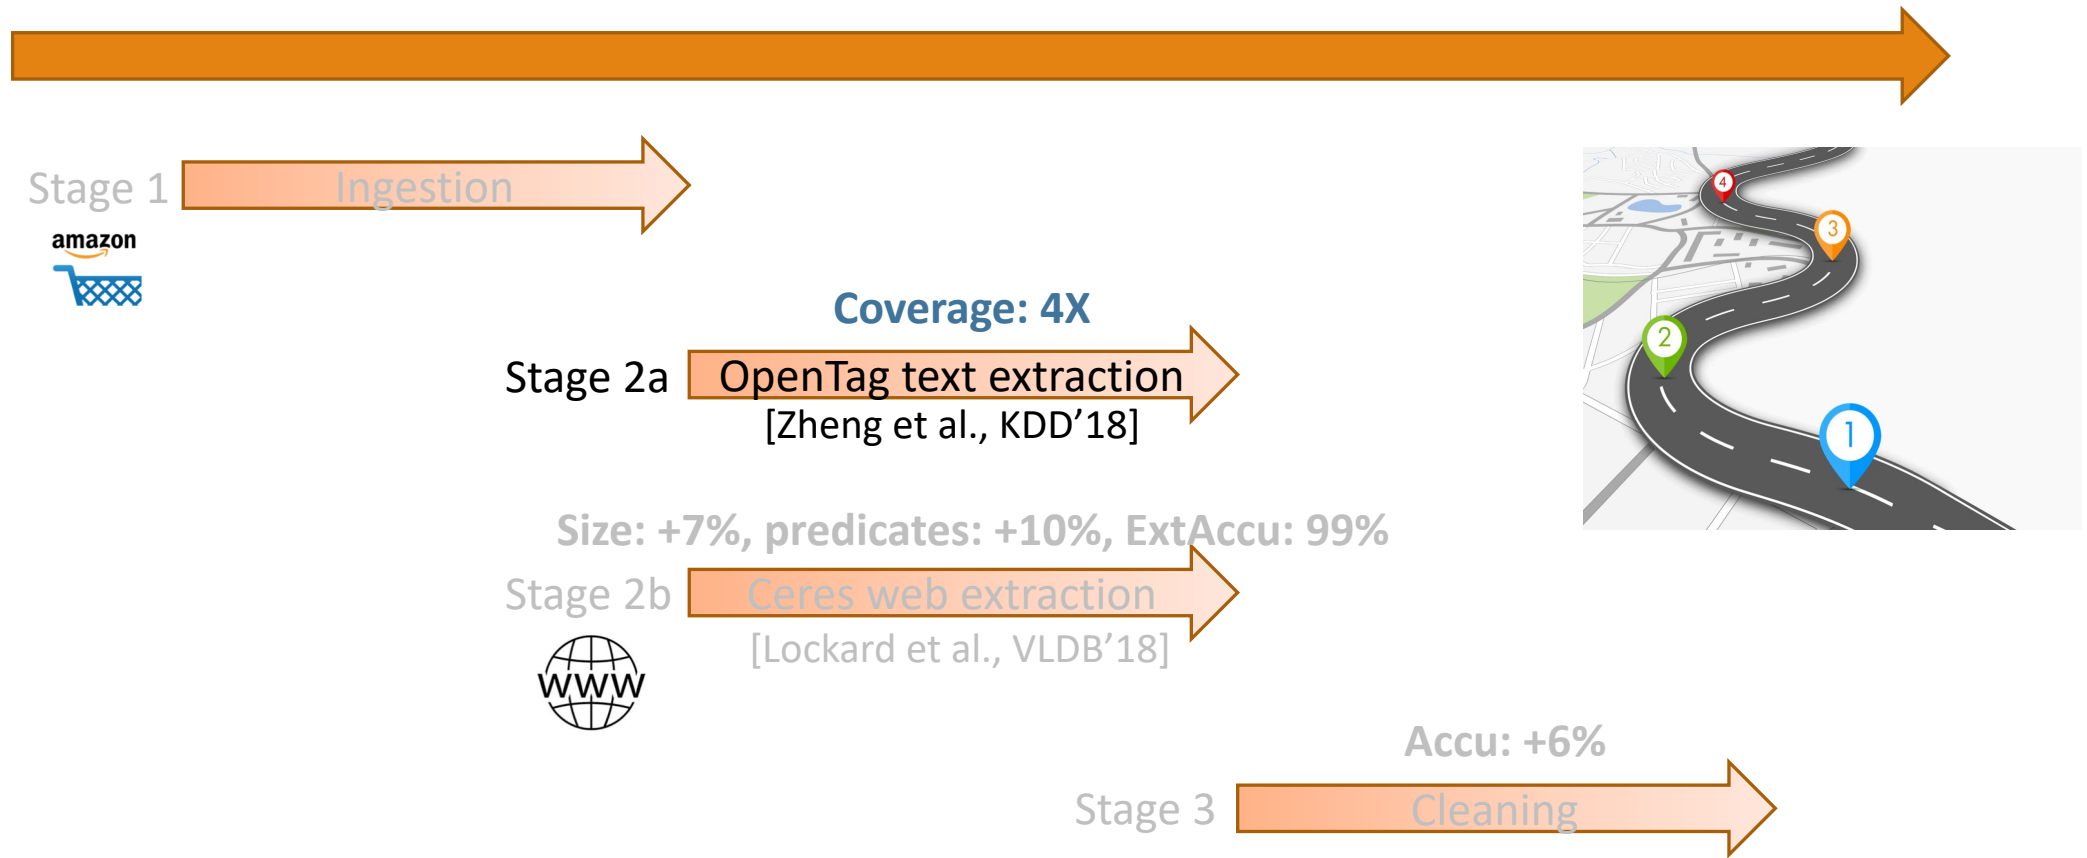 Stage 1
Ingestion
amazon
Coverage: 4X
Stage 2a
OpenTag text extraction
[Zheng et al., KDD’18]
Size: +7%, predicates: +10%, ExtAccu: 99%
Stage 2b
Ceres web extraction
[Lockard et al., VLDB’18]
WWW
Accu: +6%
Stage 3
Cleaning
4
3
2
1